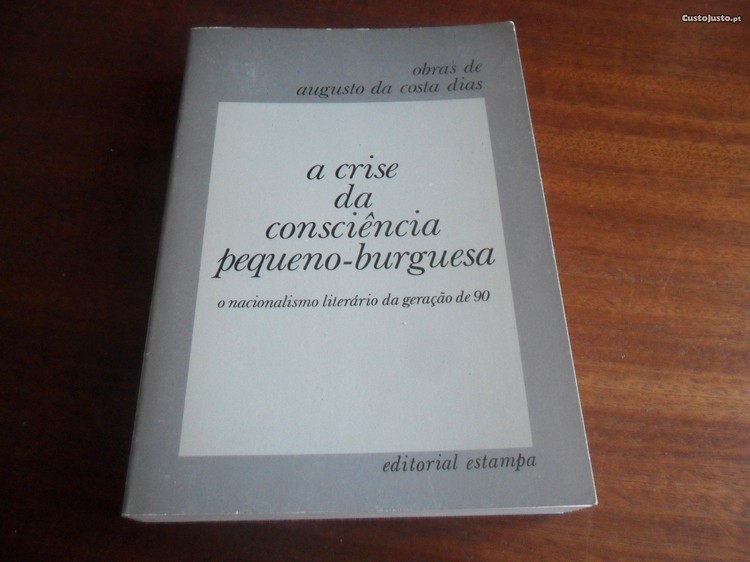 CustoJusto.pt
obras de
augusto da costa dias
a crise
da
consciência
pequeno-burguesa
o nacionalismo literário da geração de 90
editorial estampa